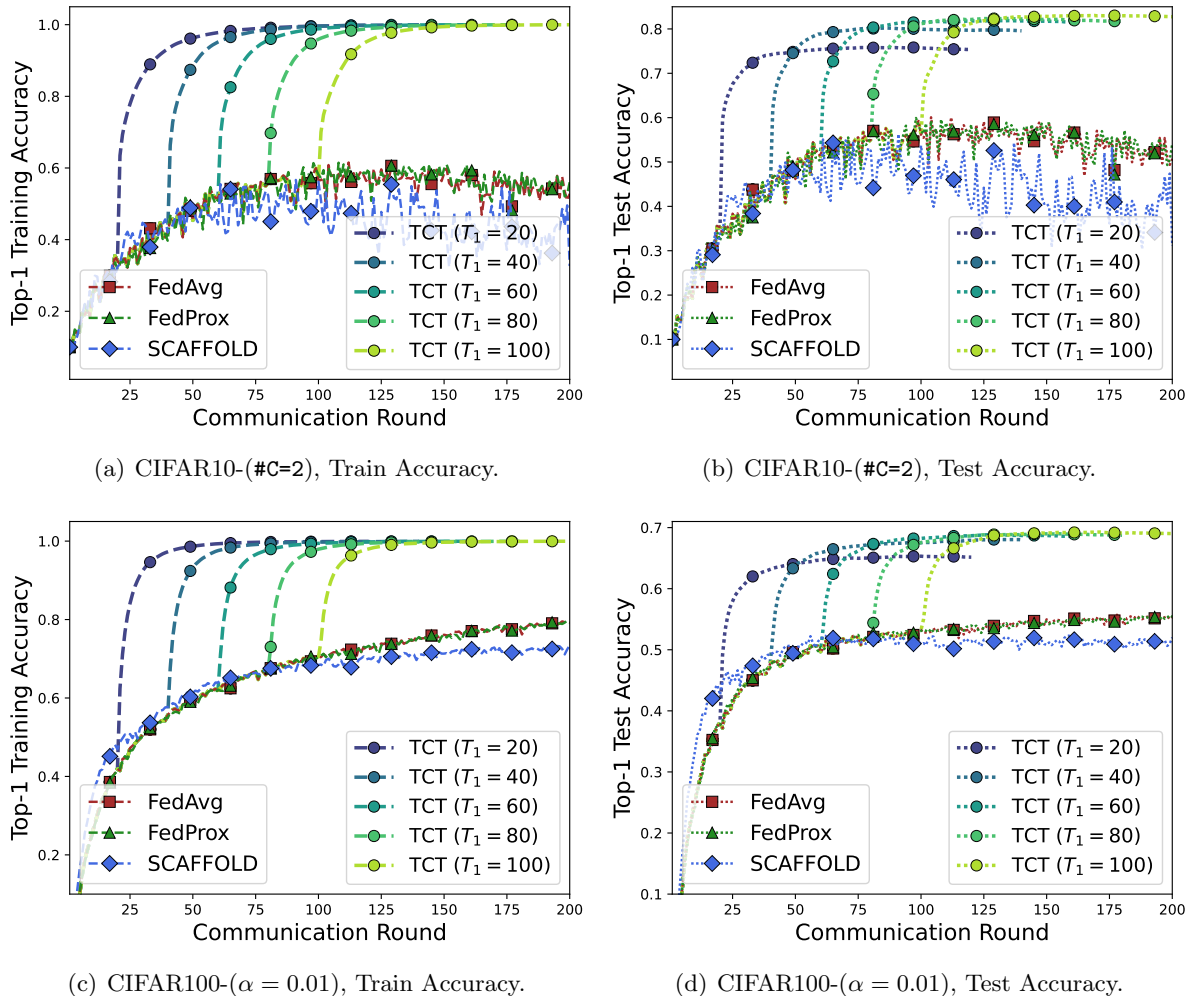 Top-1 Training Accuracy
1.0
0.8
0.6
0.4
0.2
FedAvg
FedProx
SCAFFOLD
TCT (T₁ = 20)
TCT (T₁ = 40)
TCT (T₁ = 60)
TCT (T₁ = 80)
TCT (T₁ = 100)
25 50 75 100 125 150 175 200
Communication Round
(a) CIFAR10-(#C=2), Train Accuracy.
Top-1 Test Accuracy
0.8
0.7
0.6
0.5
0.4
0.3
0.2
0.1
FedAvg
FedProx
SCAFFOLD
TCT (T₁ = 20)
TCT (T₁ = 40)
TCT (T₁ = 60)
TCT (T₁ = 80)
TCT (T₁ = 100)
25 50 75 100 125 150 175 200
Communication Round
(b) CIFAR10-(#C=2), Test Accuracy.
Top-1 Training Accuracy
1.0
0.8
0.6
0.4
0.2
FedAvg
FedProx
SCAFFOLD
TCT (T₁ = 20)
TCT (T₁ = 40)
TCT (T₁ = 60)
TCT (T₁ = 80)
TCT (T₁ = 100)
25 50 75 100 125 150 175 200
Communication Round
(c) CIFAR100-(α = 0.01), Train Accuracy.
Top-1 Test Accuracy
0.7
0.6
0.5
0.4
0.3
0.2
0.1
FedAvg
FedProx
SCAFFOLD
TCT (T₁ = 20)
TCT (T₁ = 40)
TCT (T₁ = 60)
TCT (T₁ = 80)
TCT (T₁ = 100)
25 50 75 100 125 150 175 200
Communication Round
(d) CIFAR100-(α = 0.01), Test Accuracy.